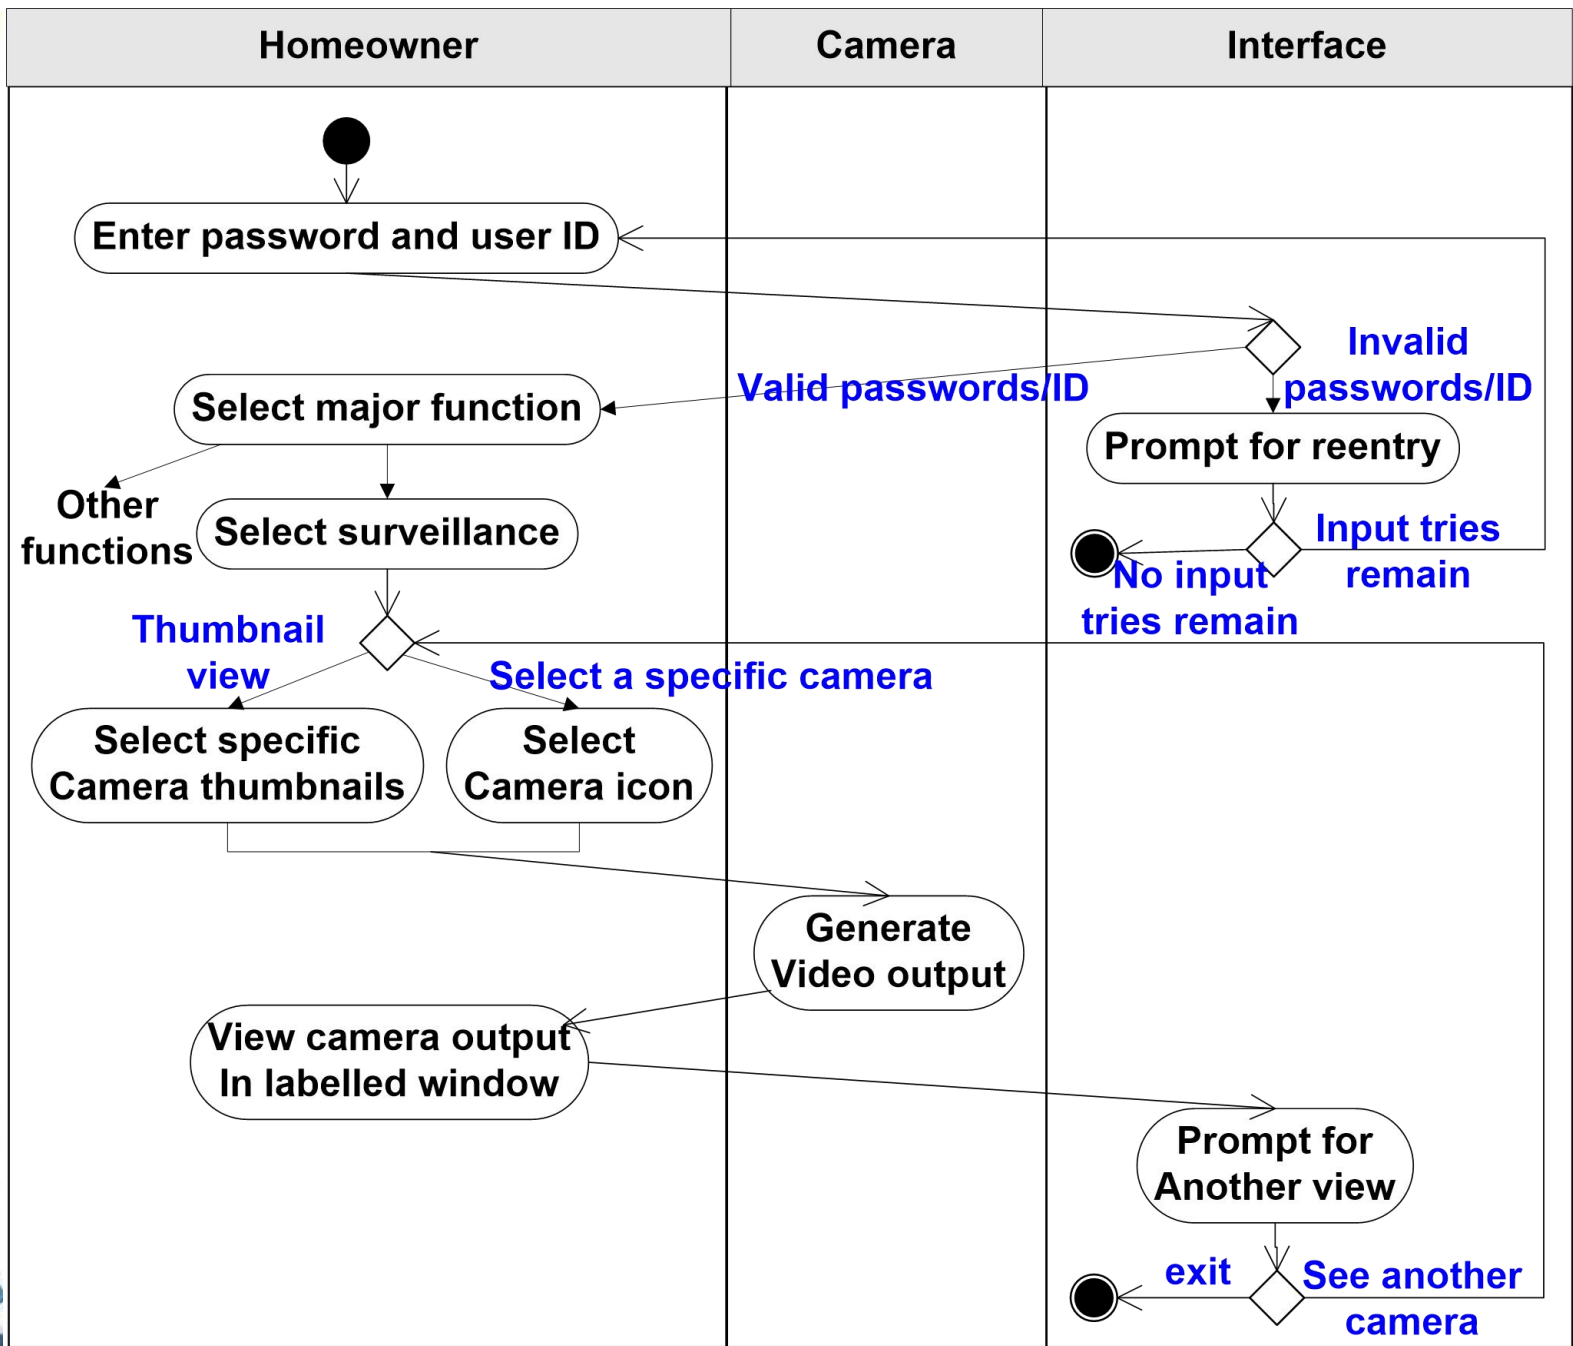 Homeowner
Camera
Interface
Enter password and user ID
Invalid
passwords/ID
Valid passwords/ID
Select major function
Prompt for reentry
Other
functions
Select surveillance
Input tries
remain
No input
tries remain
Thumbnail
view
Select a specific camera
Select specific
Camera thumbnails
Select
Camera icon
Generate
Video output
View camera output
In labelled window
Prompt for
Another view
exit
See another
camera